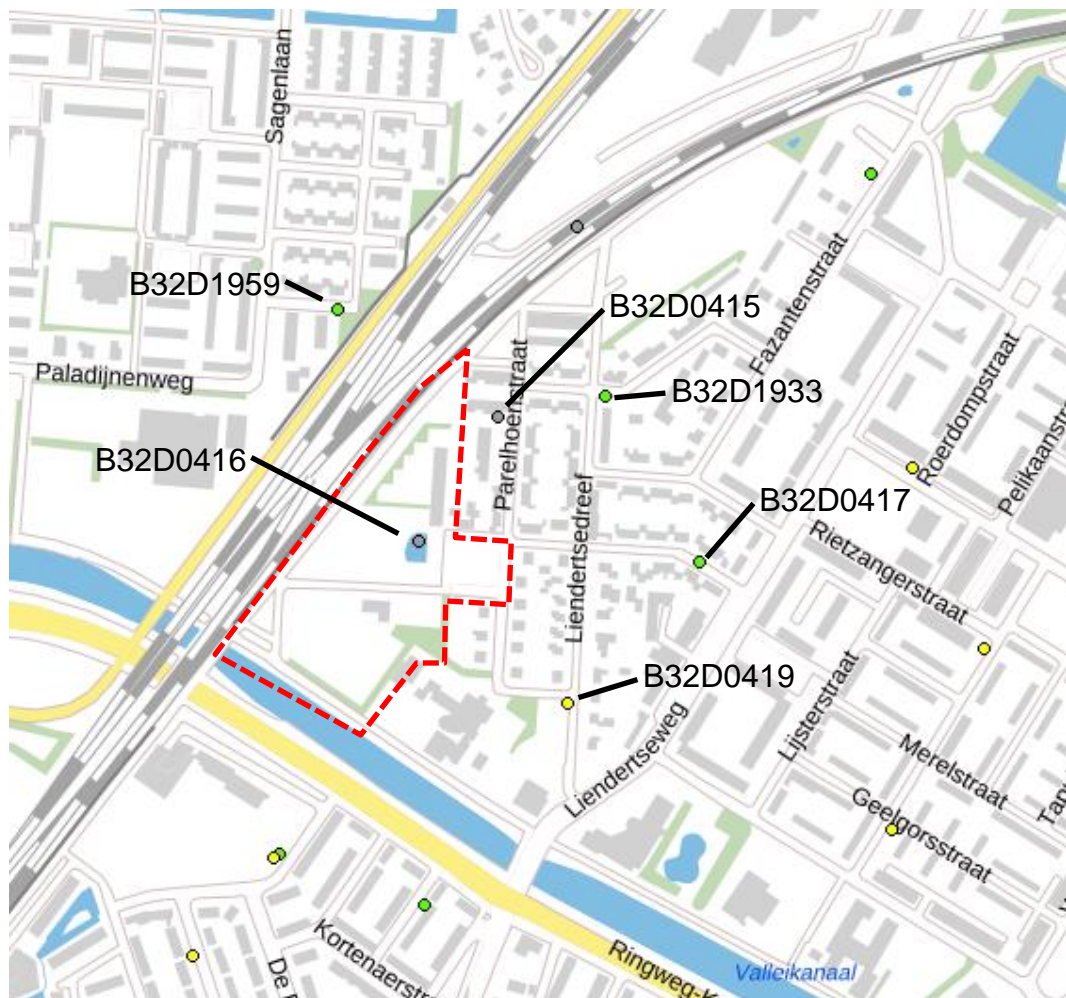 Sagenlaan
B32D1959
B32D0415
Fazantenstraat
Paladijnenweg
Parelhoenstraat
B32D1933
Roerdompstraat
Pelikaanstra
B32D0416
B32D0417
Liendertsedreef
Rietzangerstraat
B32D0419
Lijsterstraat
Liendertseweg
Merelstraat
Geelgorsstraat
Kortenaerstr
Ringweg-K
Valleikanaal